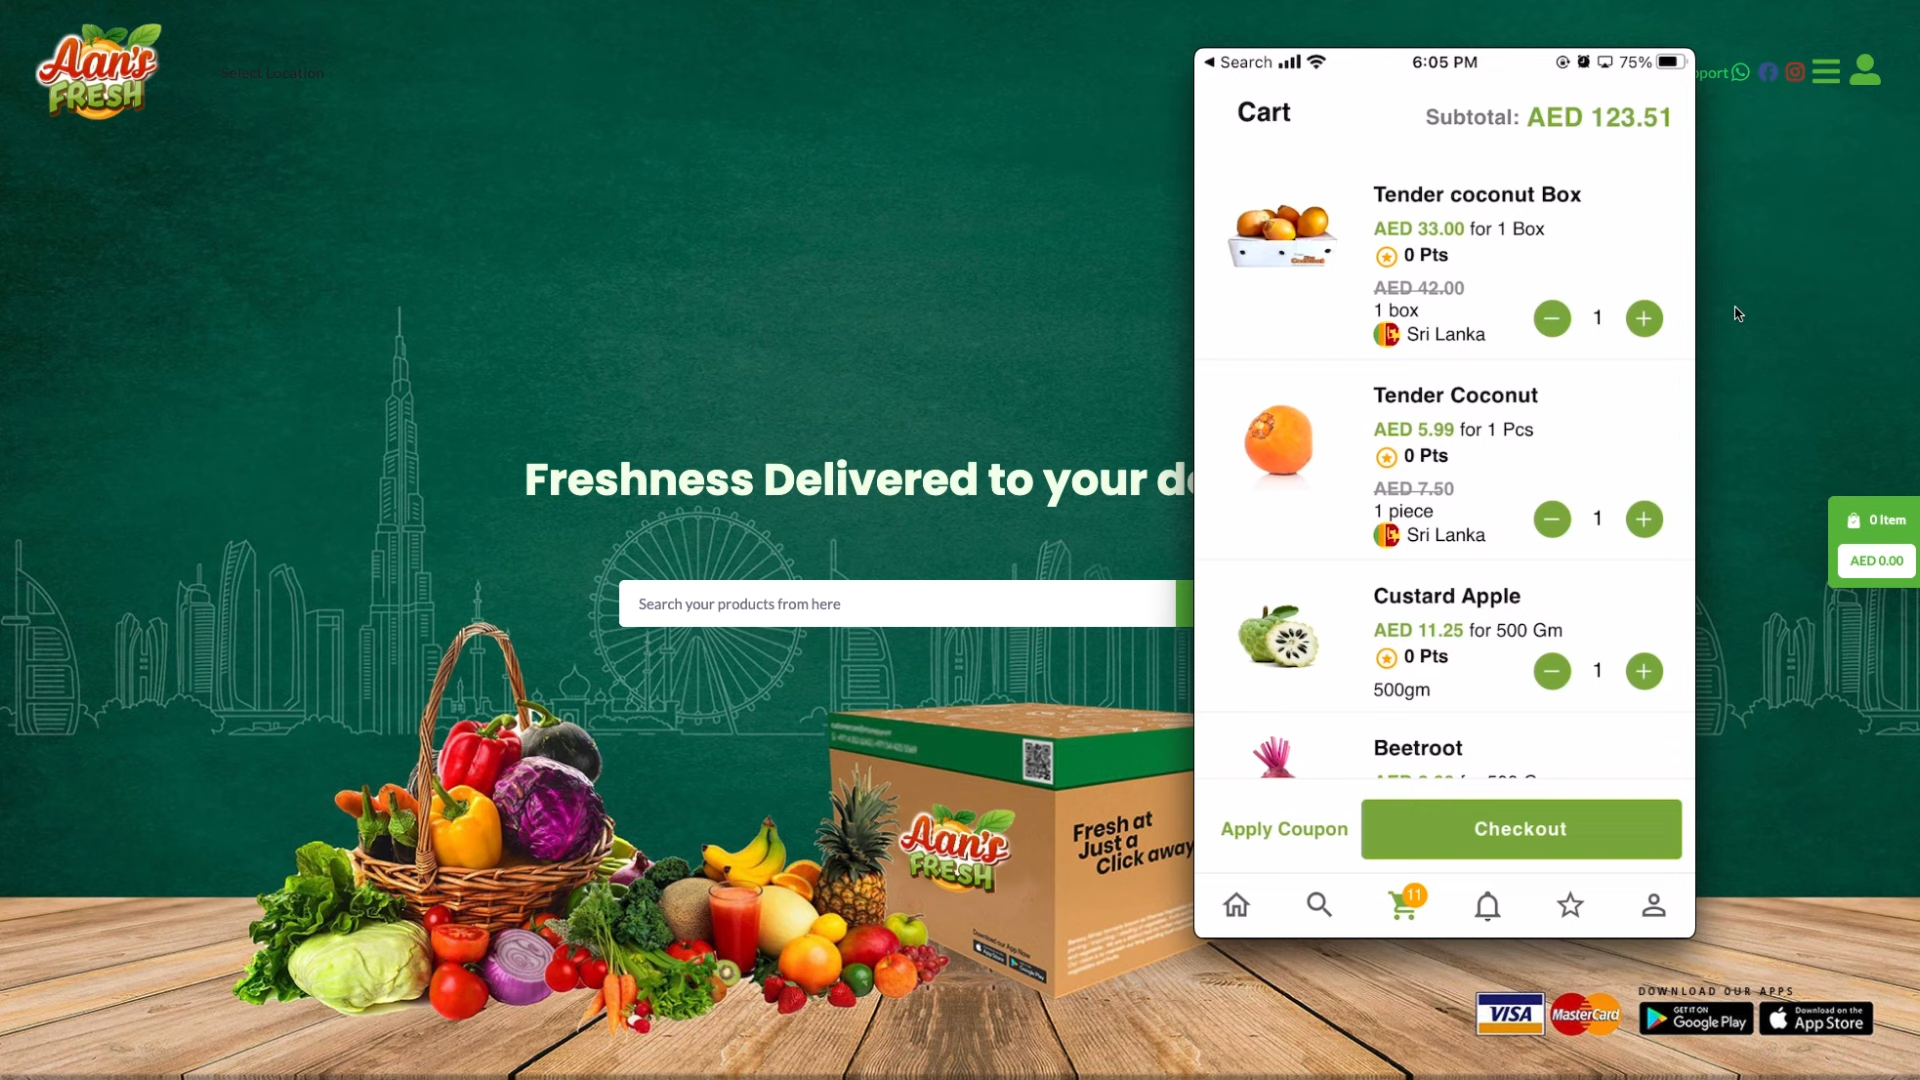 Aan's
FRESH
Select Location
Search
6:05 PM
75%
Cart
Subtotal: AED 123.51
Tender coconut Box
AED 33.00 for 1 Box
0 Pts
AED 42.00
1 box
Sri Lanka
1
Tender Coconut
AED 5.99 for 1 Pcs
0 Pts
AED 7.50
1 piece
Sri Lanka
1
Custard Apple
AED 11.25 for 500 Gm
0 Pts
500gm
1
Beetroot
Apply Coupon
Checkout
11
Freshness Delivered to your
Search your products from here
0 Item
AED 0.00
Aan's
FRESH
Fresh at
Just a
Click away
Download our App Now
VISA
MasterCard
DOWNLOAD OUR APPS
GET IT ON
Google Play
Download on the
App Store